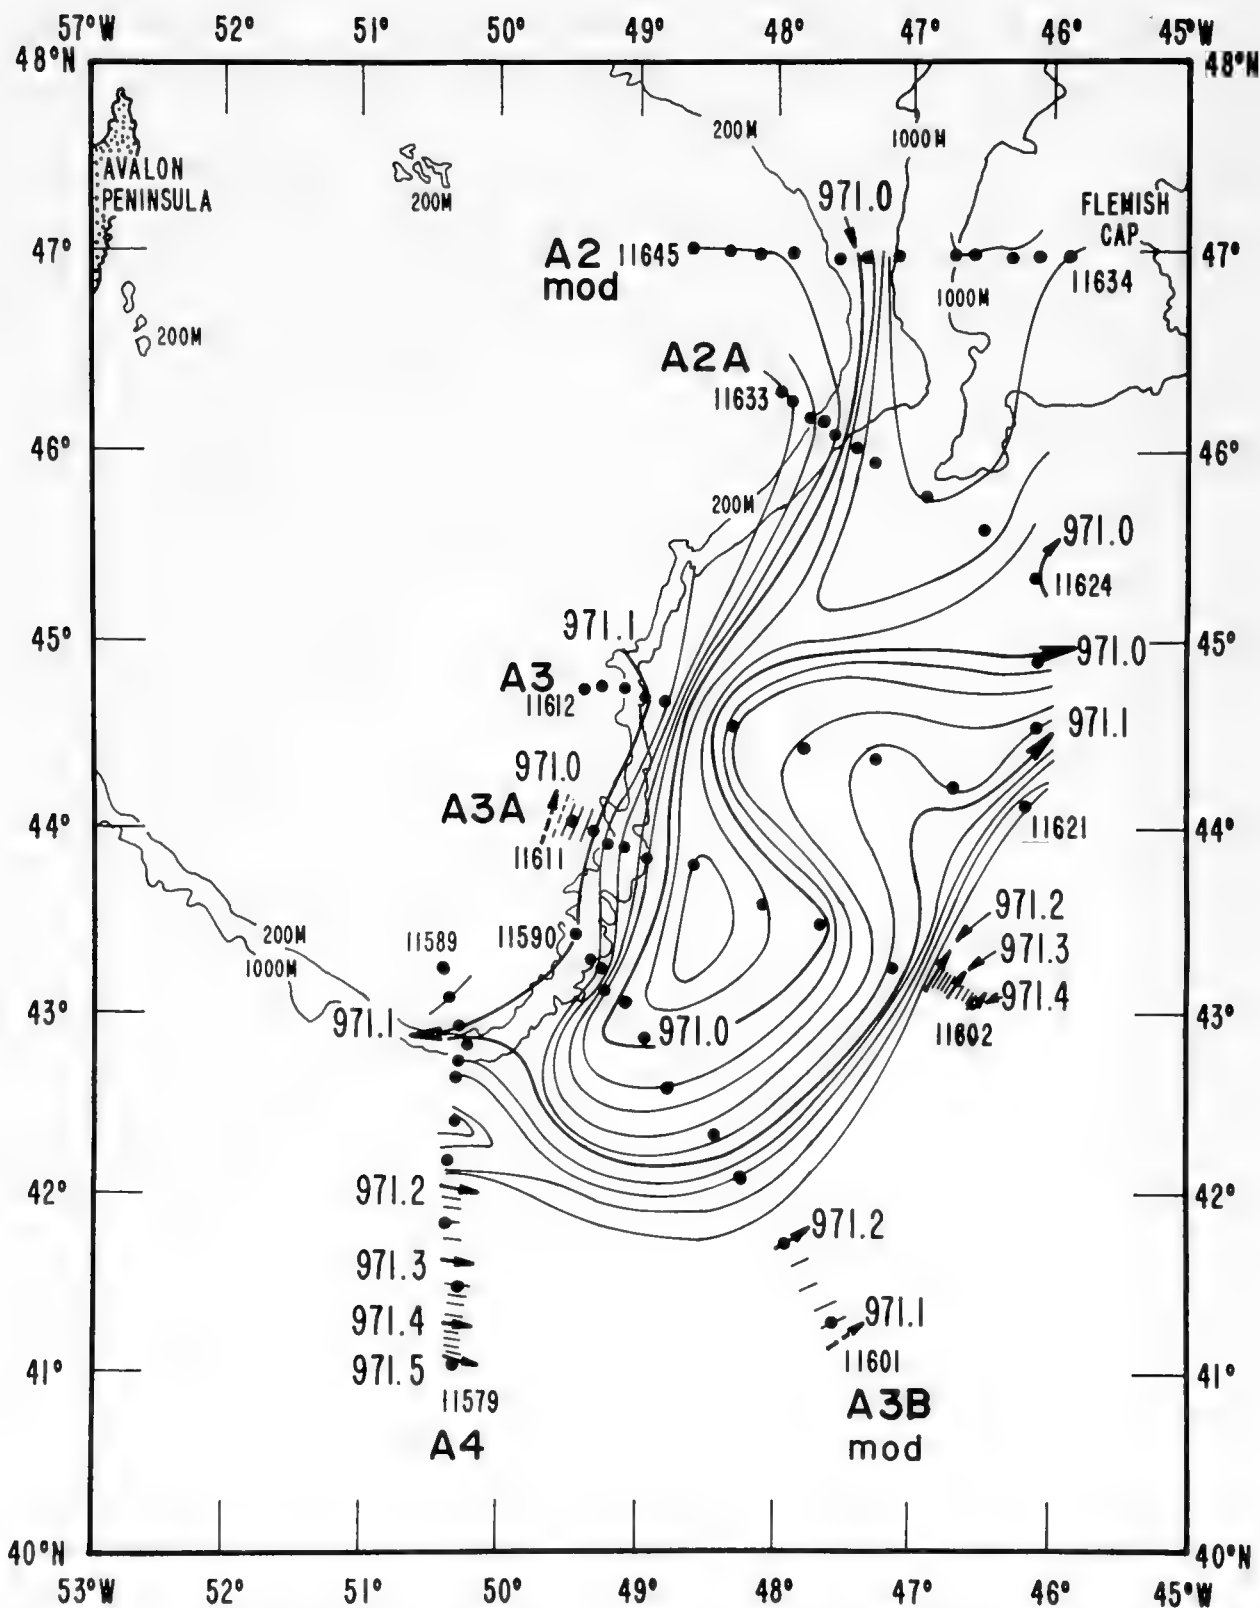 57°W 52° 51° 50° 49° 48° 47° 46° 45°W
48°N 48°N
200M
1000M
AVALON
PENINSULA
200M
971.0
FLEMISH
CAP
47° A2 11645 47°
mod
11634
1000M
200M
A2A
11633
46° 46°
200M
971.0
11624
971.1
45° 45°
971.0
A3
11612
971.1
971.0
A3A
44° 44°
11611
11621
971.2
200M
11589 11590
971.3
1000M
971.4
43° 43°
971.1
971.0
11602
42° 42°
971.2
971.2
971.3
971.4
971.1
971.5
11601
41° 41°
11579
A3B
A4
mod
40°N 40°N
53°W 52° 51° 50° 49° 48° 47° 46° 45°W